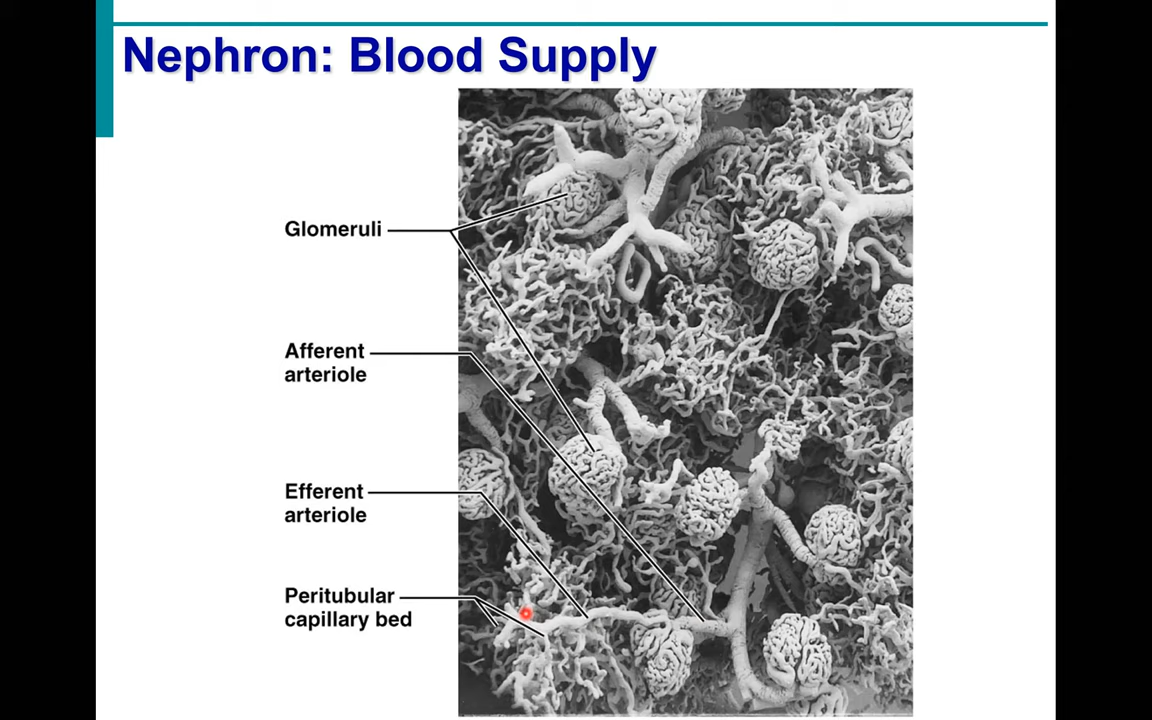 Nephron: Blood Supply
Glomeruli
Afferent
arteriole
Efferent
arteriole
Peritubular
capillary bed